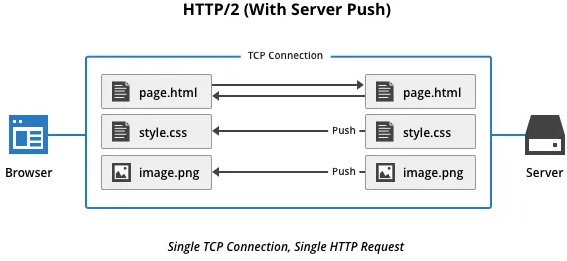 HTTP/2 (With Server Push)
TCP Connection
page.html
page.html
style.css
Push
style.css
image.png
Push
image.png
Browser
Server
Single TCP Connection, Single HTTP Request